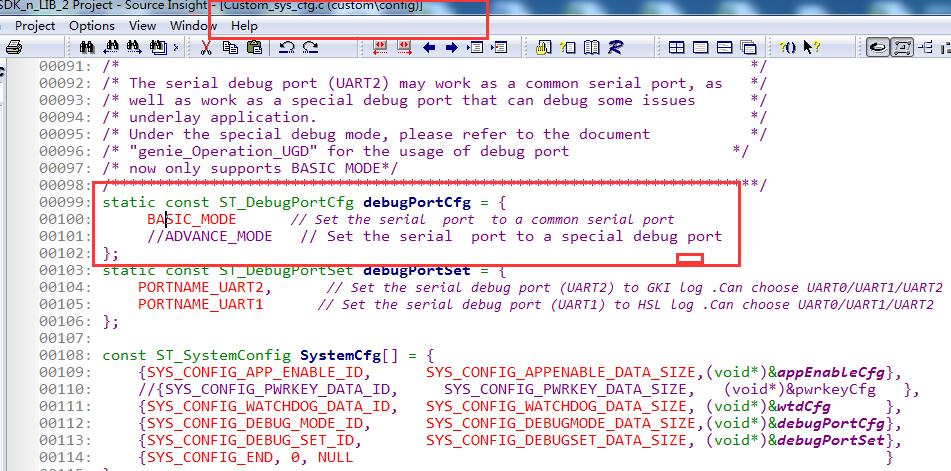 SDK_n_LIB_2 Project - Source Insight - [Custom_sys_cfg.c (custom\config)]
Project Options View Window Help
00091: /* */
00092: /* The serial debug port (UART2) may work as a common serial port, as */
00093: /* well as work as a special debug port that can debug some issues */
00094: /* underlay application. */
00095: /* Under the special debug mode, please refer to the document */
00096: /* "genie_Operation_UGD" for the usage of debug port */
00097: /* now only supports BASIC MODE*/
00098: /**************************************************************************/
00099: static const ST_DebugPortCfg debugPortCfg = {
00100: BASIC_MODE // Set the serial port to a common serial port
00101: //ADVANCE_MODE // Set the serial port to a special debug port
00102: };
00103: static const ST_DebugPortSet debugPortSet = {
00104: PORTNAME_UART2, // Set the serial debug port (UART2) to GKI log .Can choose UART0/UART1/UART2
00105: PORTNAME_UART1 // Set the serial debug port (UART1) to HSL log .Can choose UART0/UART1/UART2
00106: };
00107:
00108: const ST_SystemConfig SystemCfg[] = {
00109: {SYS_CONFIG_APP_ENABLE_ID, SYS_CONFIG_APPENABLE_DATA_SIZE,(void*)&appEnableCfg},
00110: //{SYS_CONFIG_PWRKEY_DATA_ID, SYS_CONFIG_PWRKEY_DATA_SIZE, (void*)&pwrkeyCfg },
00111: {SYS_CONFIG_WATCHDOG_DATA_ID, SYS_CONFIG_WATCHDOG_DATA_SIZE, (void*)&wtdCfg },
00112: {SYS_CONFIG_DEBUG_MODE_ID, SYS_CONFIG_DEBUGMODE_DATA_SIZE, (void*)&debugPortCfg},
00113: {SYS_CONFIG_DEBUG_SET_ID, SYS_CONFIG_DEBUGSET_DATA_SIZE, (void*)&debugPortSet},
00114: {SYS_CONFIG_END, 0, NULL }